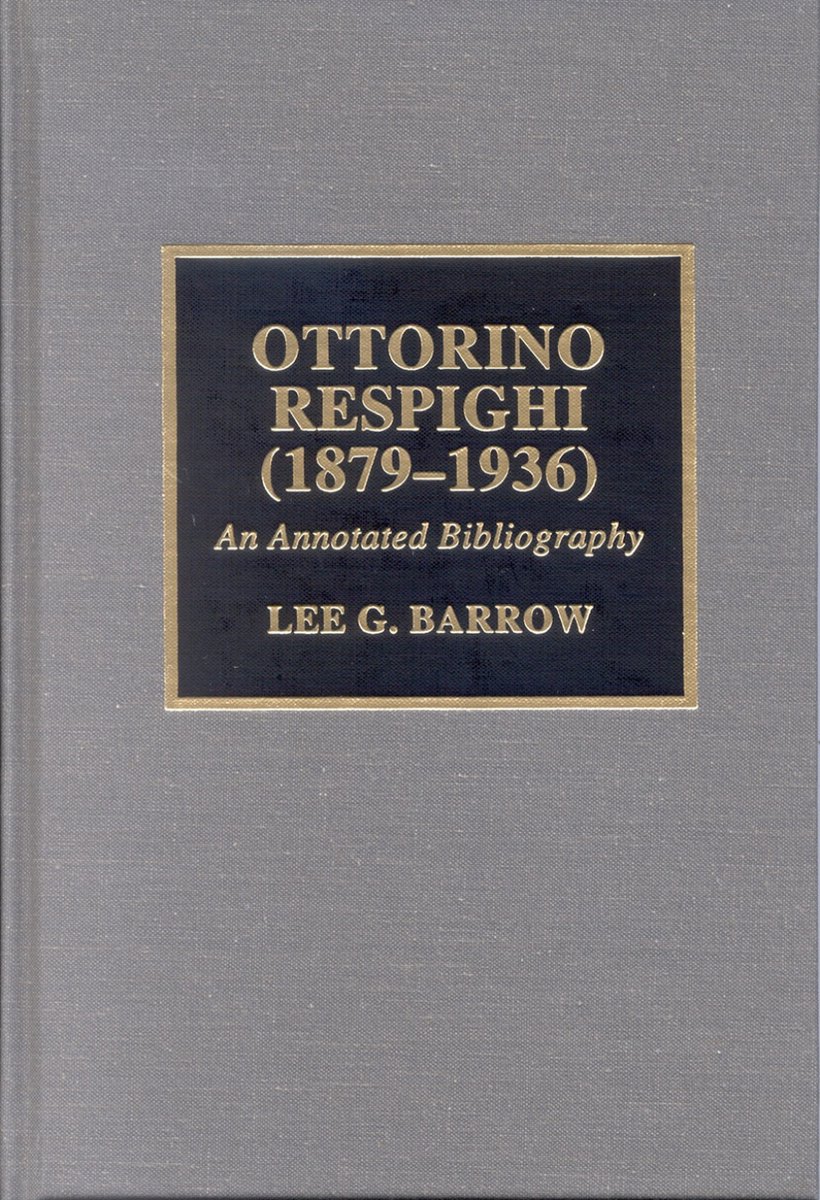 OTTORINO
RESPIGHI
(1879–1936)
An Annotated Bibliography
LEE G. BARROW